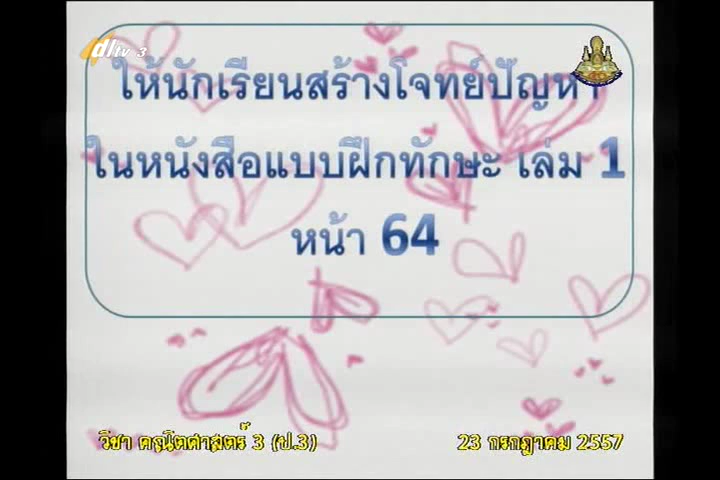 dltv 3
ให้นักเรียนสร้างโจทย์ปัญหา
ในหนังสือแบบฝึกทักษะ เล่ม 1
หน้า 64
วิชา คณิตศาสตร์ 3 (ป.3)
23 กรกฎาคม 2557